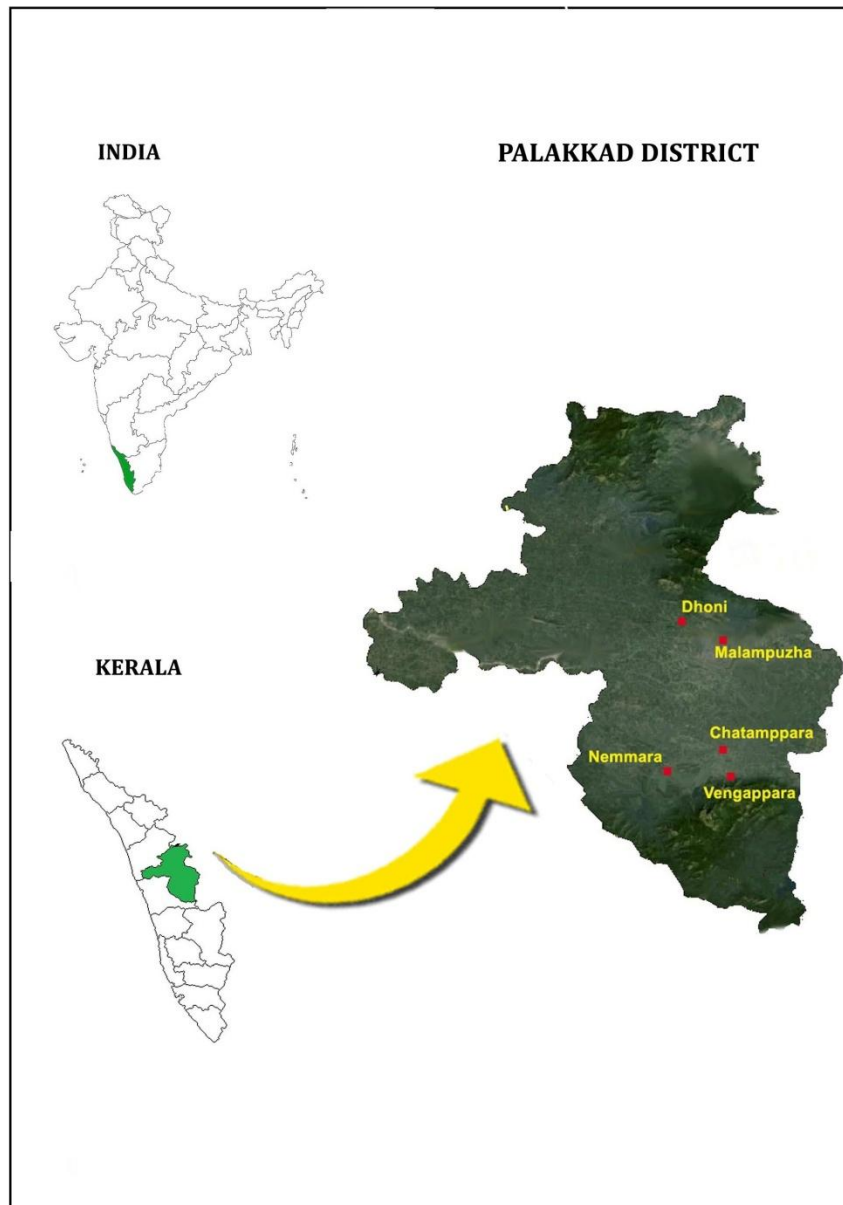 INDIA
PALAKKAD DISTRICT
Dhoni
Malampuzha
KERALA
Chatamppara
Nemmara
Vengappara